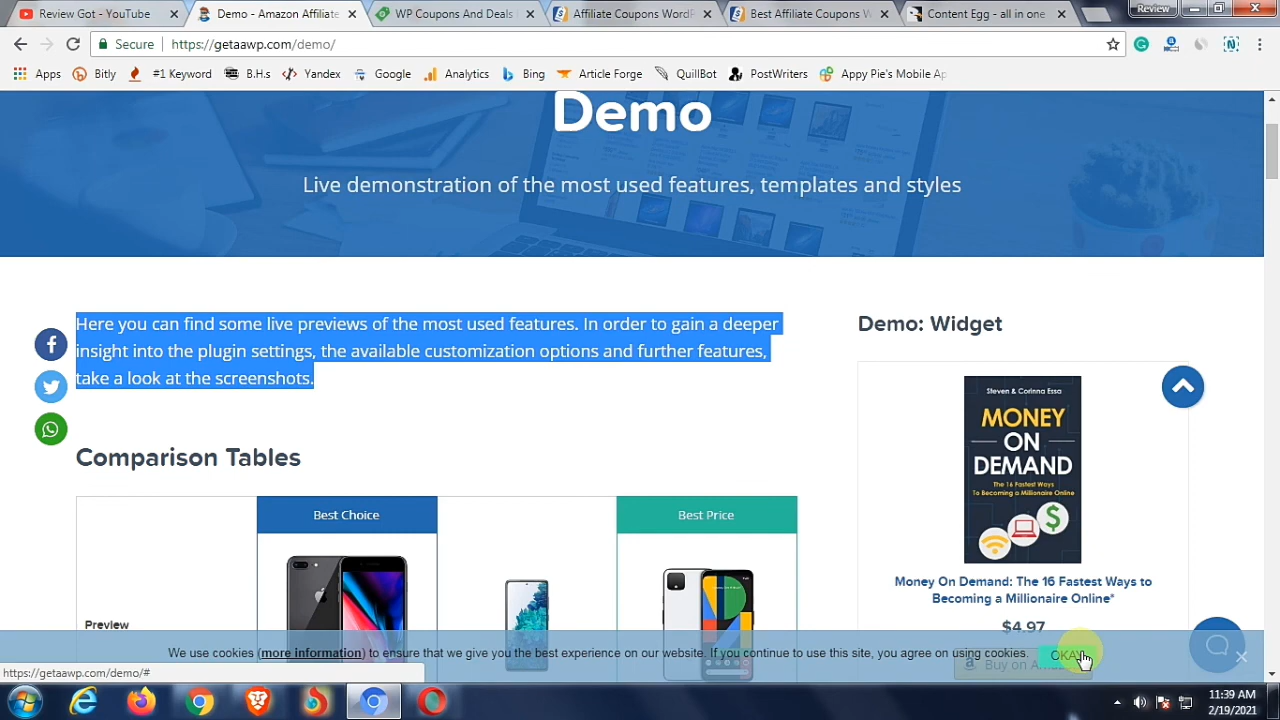 Review Got - YouTube
Demo - Amazon Affiliate
WP Coupons And Deals
Affiliate Coupons WordP
Best Affiliate Coupons W
Content Egg - all in one
Review
Secure
https://getaawp.com/demo/
Apps
Bitly
#1 Keyword
B.H.s
Yandex
Google
Analytics
Bing
Article Forge
QuillBot
PostWriters
Appy Pie's Mobile Ap
Demo
Live demonstration of the most used features, templates and styles
Here you can find some live previews of the most used features. In order to gain a deeper
insight into the plugin settings, the available customization options and further features,
take a look at the screenshots.
Demo: Widget
Steven & Corinna Essa
MONEY
ON
DEMAND
The 16 Fastest Ways
To Becoming a Millionaire Online
Comparison Tables
Best Choice
Best Price
Money On Demand: The 16 Fastest Ways to
Becoming a Millionaire Online*
$4.97
Preview
We use cookies (more information) to ensure that we give you the best experience on our website. If you continue to use this site, you agree on using cookies.
OKAY
Buy on Amazon
https://getaawp.com/demo/#
11:39 AM
2/19/2021